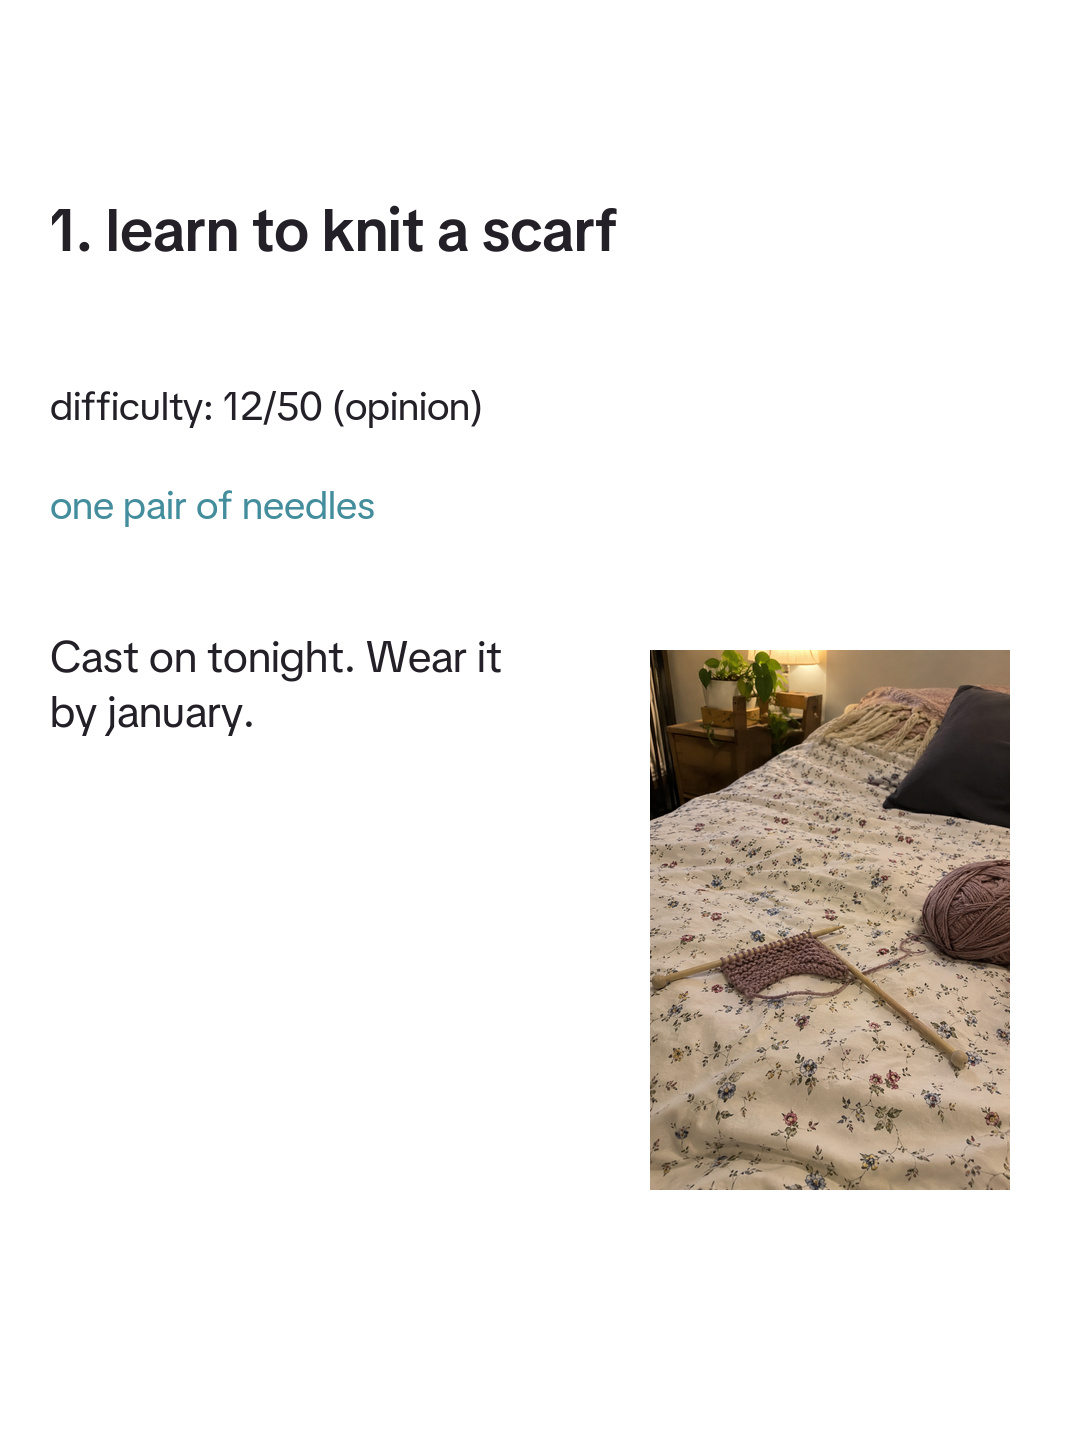 1. learn to knit a scarf
difficulty: 12/50 (opinion)
one pair of needles
Cast on tonight. Wear it
by january.